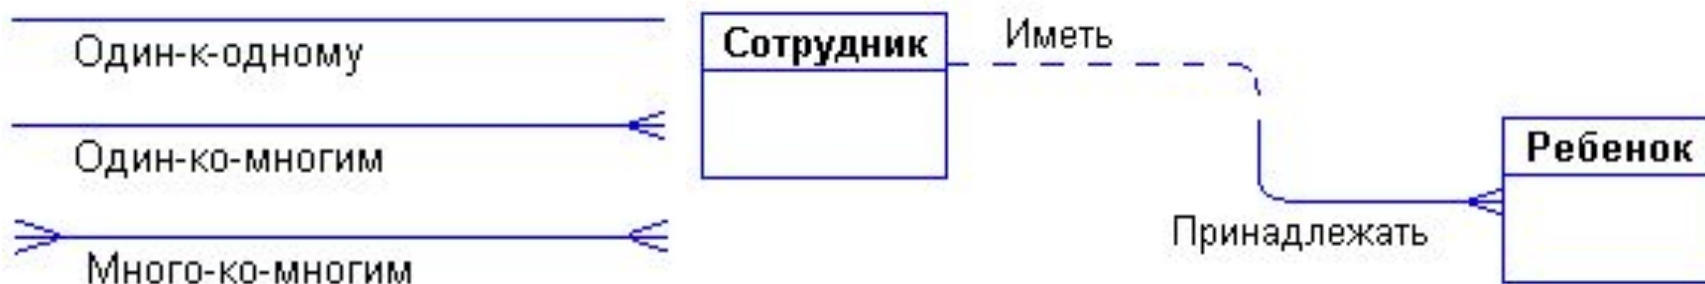 Один-к-одному
Один-ко-многим
Много-ко-многим
Сотрудник
Иметь
Принадлежать
Ребенок